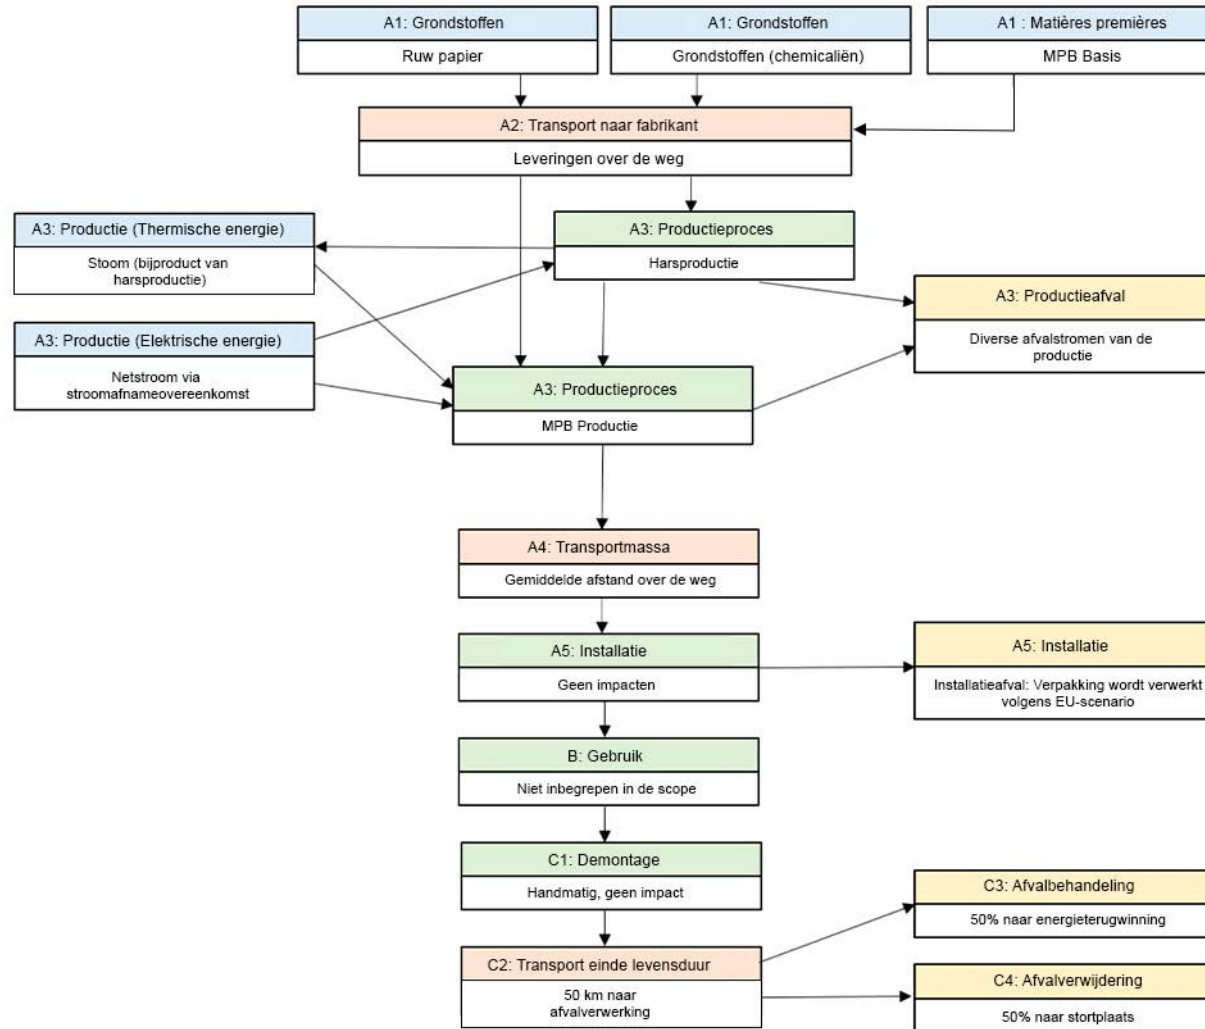 A1: Grondstoffen
Ruw papier
A1: Grondstoffen
Grondstoffen (chemicaliën)
A1 : Matières premières
MPB Basis
A2: Transport naar fabrikant
Leveringen over de weg
A3: Productie (Thermische energie)
Stoom (bijproduct van
harsproductie)
A3: Productieproces
Harsproductie
A3: Productieafval
Diverse afvalstromen van de
productie
A3: Productie (Elektrische energie)
Netstroom via
stroomafnameovereenkomst
A3: Productieproces
MPB Productie
A4: Transportmassa
Gemiddelde afstand over de weg
A5: Installatie
Geen impacten
A5: Installatie
Installatieafval: Verpakking wordt verwerkt
volgens EU-scenario
B: Gebruik
Niet inbegrepen in de scope
C1: Demontage
Handmatig, geen impact
C3: Afvalbehandeling
50% naar energieterugwinning
C2: Transport einde levensduur
50 km naar
afvalverwerking
C4: Afvalverwijdering
50% naar stortplaats